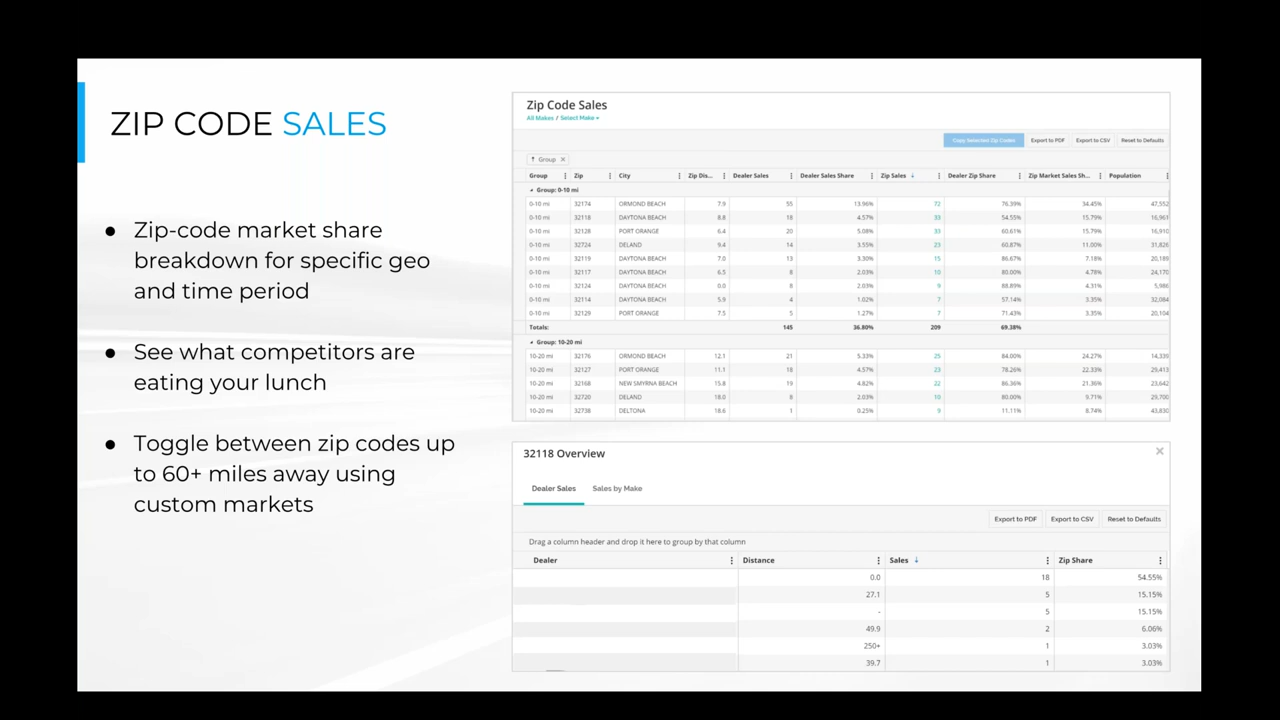 ZIP CODE SALES
● Zip-code market share
breakdown for specific geo
and time period
● See what competitors are
eating your lunch
● Toggle between zip codes up
to 60+ miles away using
custom markets
Zip Code Sales
All Makes / Select Make
Copy Selected Zip Codes Export to PDF Export to CSV Reset to Defaults
↑ Group ×
Group Zip City Zip Dis... Dealer Sales Dealer Sales Share Zip Sales ↓ Dealer Zip Share Zip Market Sales Sh... Population
Group: 0-10 mi
0-10 mi 32174 ORMOND BEACH 7.9 55 13.96% 72 76.39% 34.45% 47,552
0-10 mi 32118 DAYTONA BEACH 8.8 18 4.57% 33 54.55% 15.79% 16,961
0-10 mi 32128 PORT ORANGE 6.4 20 5.08% 33 60.61% 15.79% 16,910
0-10 mi 32724 DELAND 9.4 14 3.55% 23 60.87% 11.00% 31,826
0-10 mi 32119 DAYTONA BEACH 7.0 13 3.30% 15 86.67% 7.18% 20,189
0-10 mi 32117 DAYTONA BEACH 6.5 8 2.03% 10 80.00% 4.78% 24,170
0-10 mi 32124 DAYTONA BEACH 0.0 8 2.03% 9 88.89% 4.31% 5,986
0-10 mi 32114 DAYTONA BEACH 5.9 4 1.02% 7 57.14% 3.35% 32,084
0-10 mi 32129 PORT ORANGE 7.5 5 1.27% 7 71.43% 3.35% 20,104
Totals: 145 36.80% 209 69.38%
Group: 10-20 mi
10-20 mi 32176 ORMOND BEACH 12.1 21 5.33% 25 84.00% 24.27% 14,339
10-20 mi 32127 PORT ORANGE 11.1 18 4.57% 23 78.26% 22.33% 29,413
10-20 mi 32168 NEW SMYRNA BEACH 15.8 19 4.82% 22 86.36% 21.36% 23,642
10-20 mi 32720 DELAND 18.0 8 2.03% 10 80.00% 9.71% 29,700
10-20 mi 32738 DELTONA 18.6 1 0.25% 9 11.11% 8.74% 43,830
32118 Overview ×
Dealer Sales Sales by Make
Export to PDF Export to CSV Reset to Defaults
Drag a column header and drop it here to group by that column
Dealer Distance Sales ↓ Zip Share
0.0 18 54.55%
27.1 5 15.15%
- 5 15.15%
49.9 2 6.06%
250+ 1 3.03%
39.7 1 3.03%